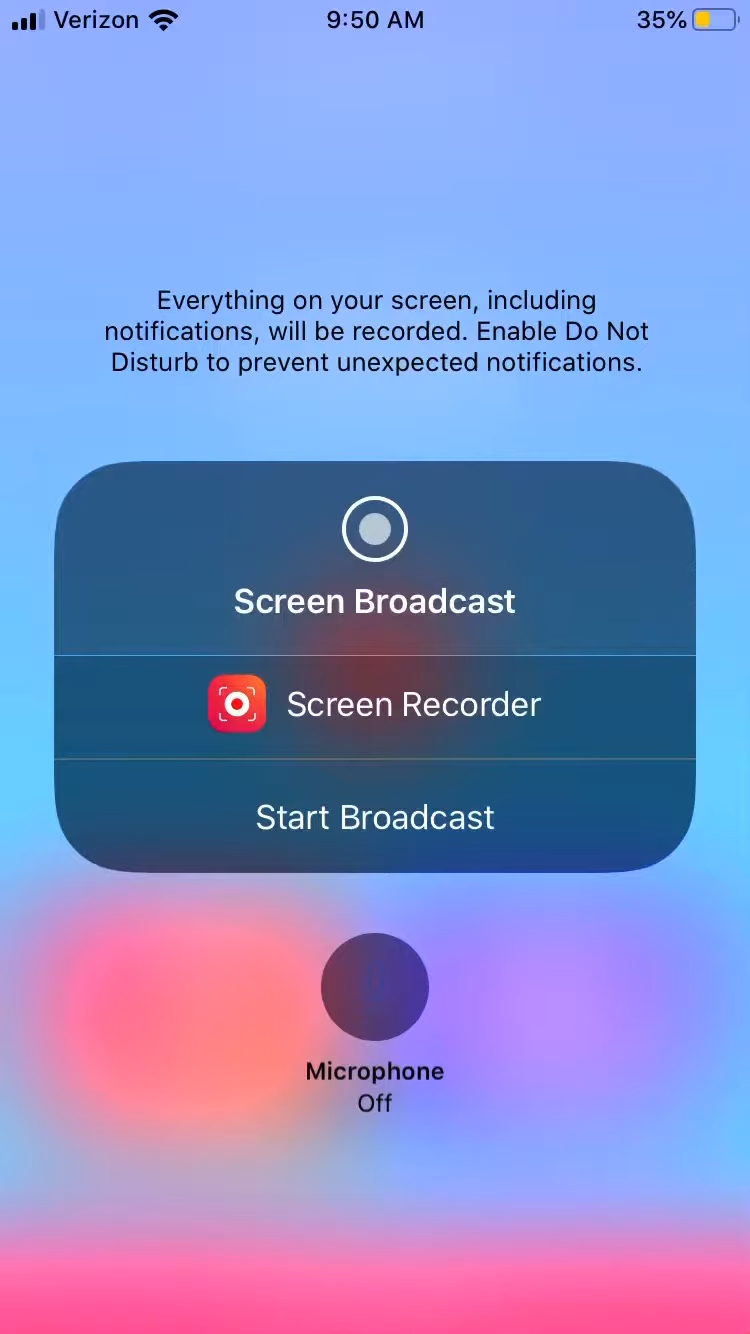 Verizon 9:50 AM 35%
Everything on your screen, including
notifications, will be recorded. Enable Do Not
Disturb to prevent unexpected notifications.
Screen Broadcast
Screen Recorder
Start Broadcast
Microphone
Off